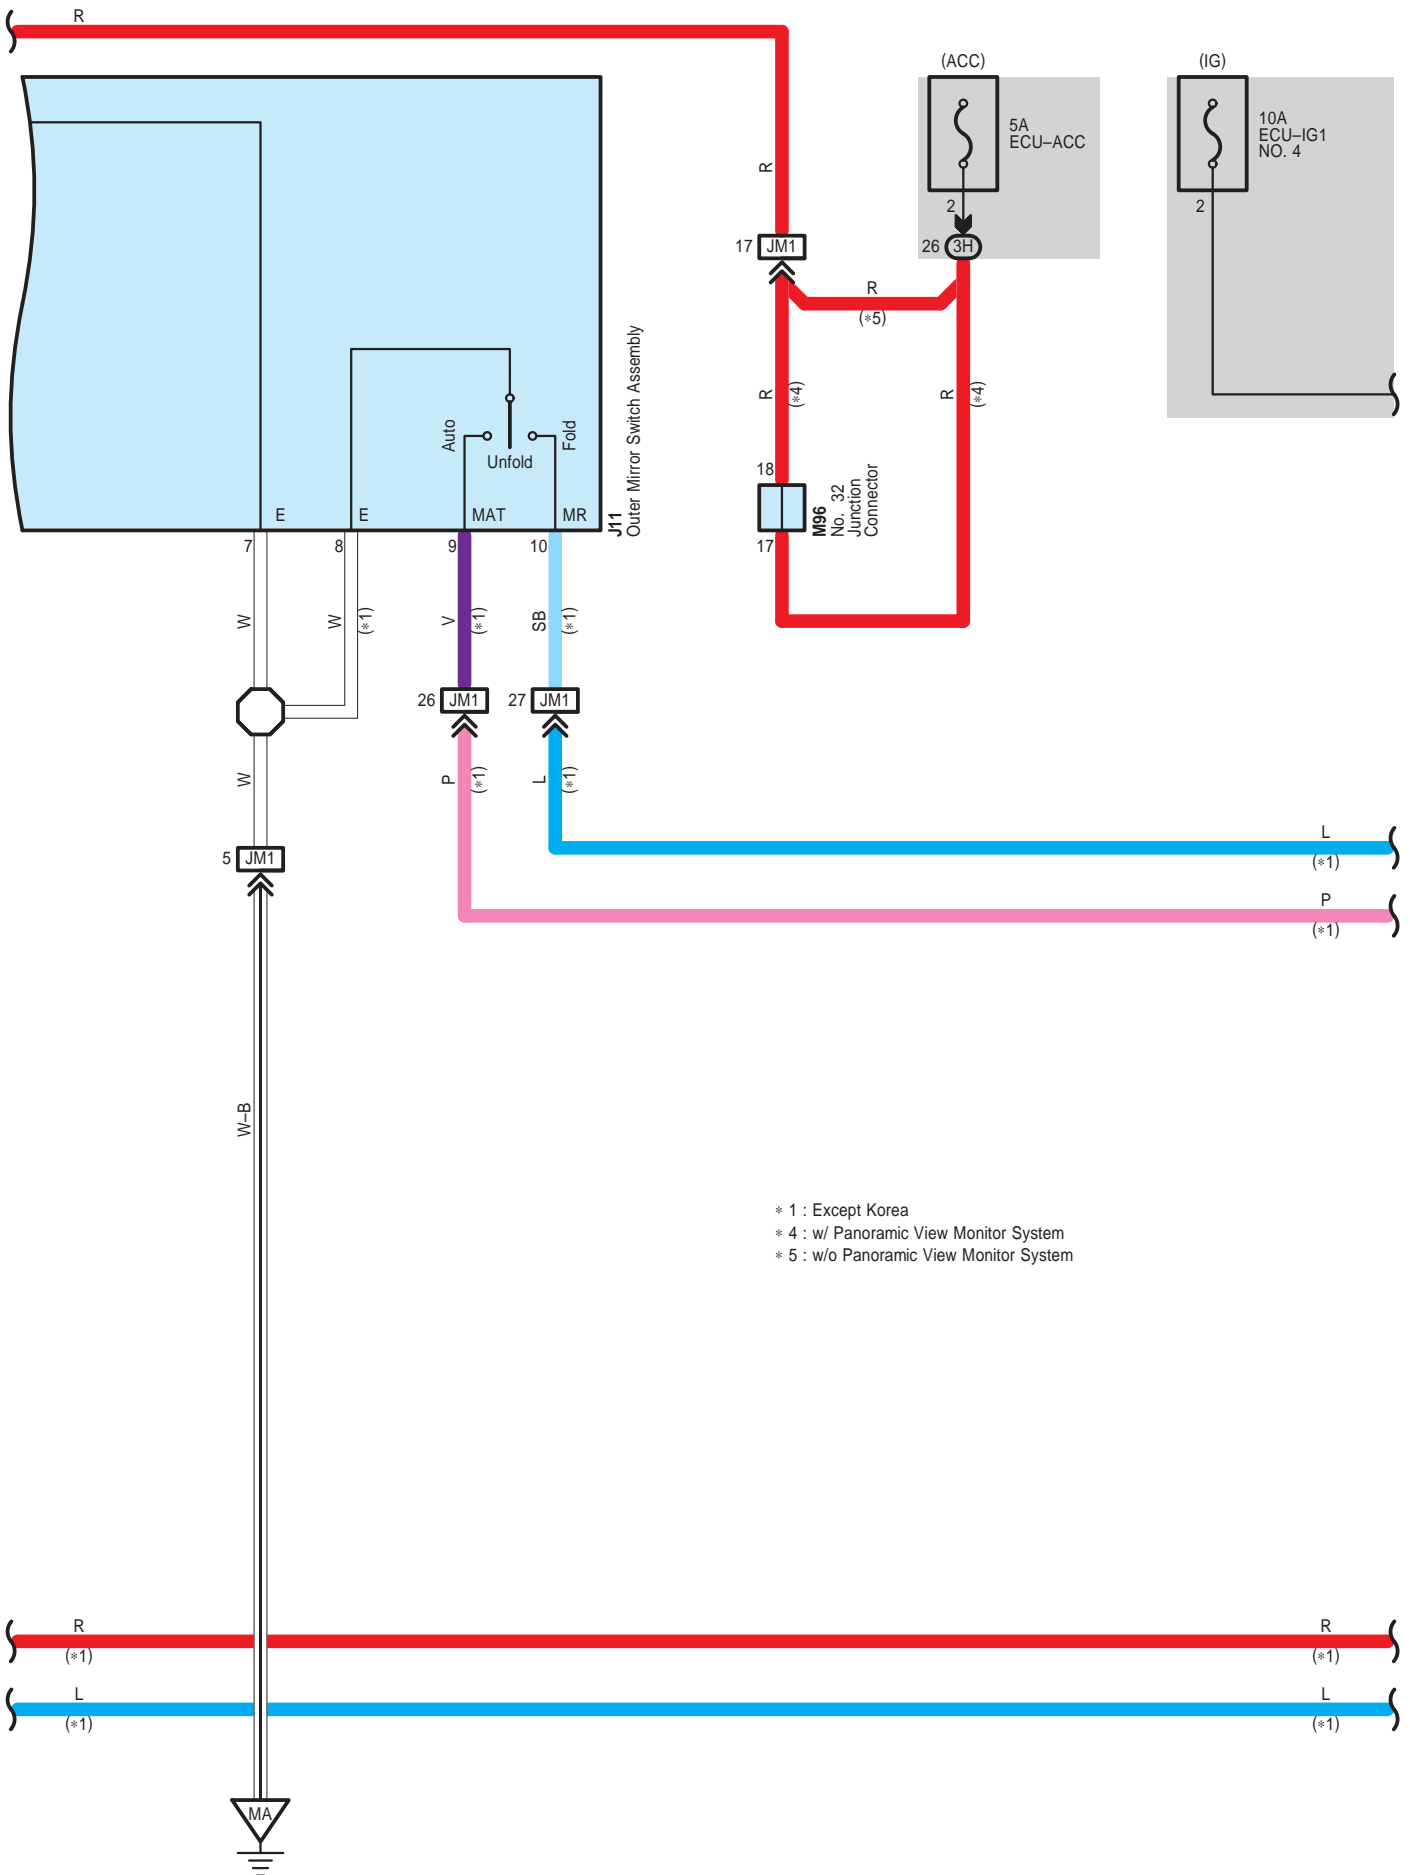 R
(ACC)
(IG)
5A
ECU–ACC
10A
ECU–IG1
NO. 4
R
2
2
17 JM1
26 3H
R
(*5)
R
(*4)
R
(*4)
Auto
Unfold
Fold
J11
Outer Mirror Switch Assembly
18
M96
No. 32
Junction
Connector
17
E
E
MAT
MR
7
8
9
10
W
W
(*1)
V
(*1)
SB
(*1)
26 JM1
27 JM1
W
P
(*1)
L
(*1)
L
(*1)
5 JM1
P
(*1)
W–B
* 1 : Except Korea
* 4 : w/ Panoramic View Monitor System
* 5 : w/o Panoramic View Monitor System
R
(*1)
R
(*1)
L
(*1)
L
(*1)
MA